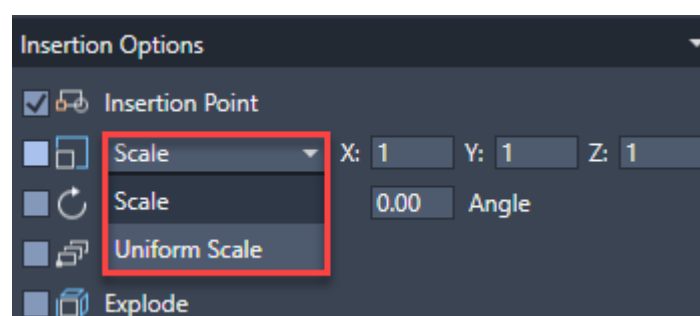 Insertion Options
Insertion Point
Scale X: 1 Y: 1 Z: 1
Scale 0.00 Angle
Uniform Scale
Explode